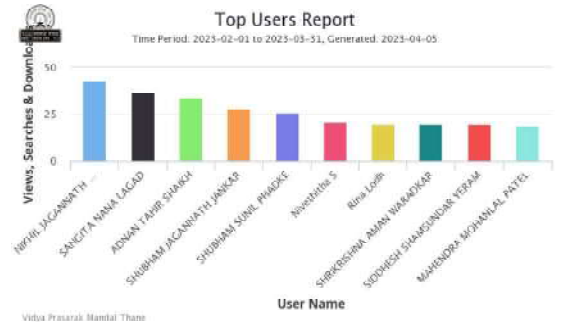 Top Users Report
Time Period: 2023-02-01 to 2023-03-31, Generated: 2023-04-05
Views, Searches & Downloa
50
25
0
NIKHIL JAGANNATH ...
SANGITA NANA LAGAD
ADNAN TAHIR SHAIKH
SHUBHAM JAGANNATH JANKAR
SHUBHAM SUNIL PHADKE
Nivethitha S
Rina Lodh
SHRIKRISHNA AMAN WARADKAR
SIDDHESH SHAMSUNDAR YERAM
MAHENDRA MOHANLAL PATEL
User Name
Vidya Prasarak Mandal Thane